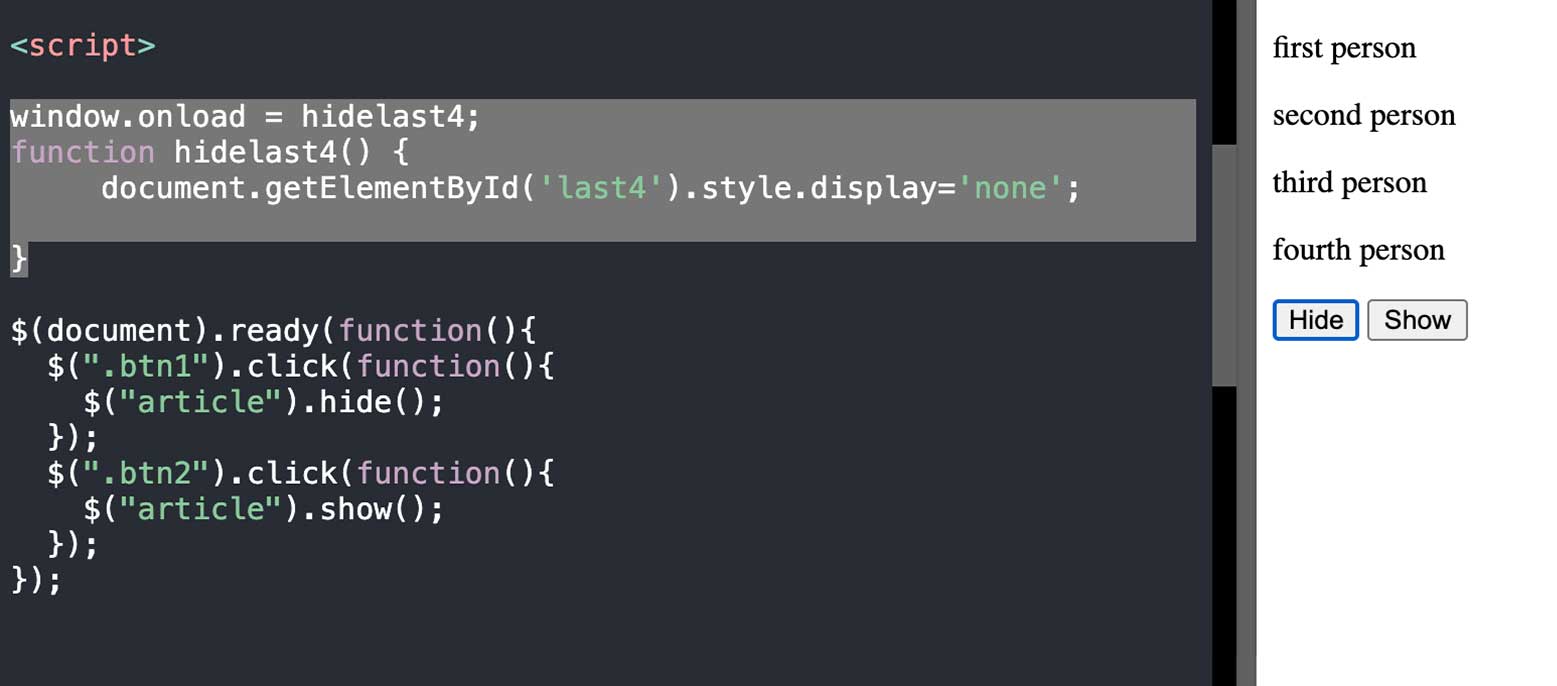 <script>
window.onload = hidelast4;
function hidelast4() {
     document.getElementById('last4').style.display='none';
}
$(document).ready(function(){
  $(".btn1").click(function(){
    $("article").hide();
  });
  $(".btn2").click(function(){
    $("article").show();
  });
});
first person
second person
third person
fourth person
Hide Show